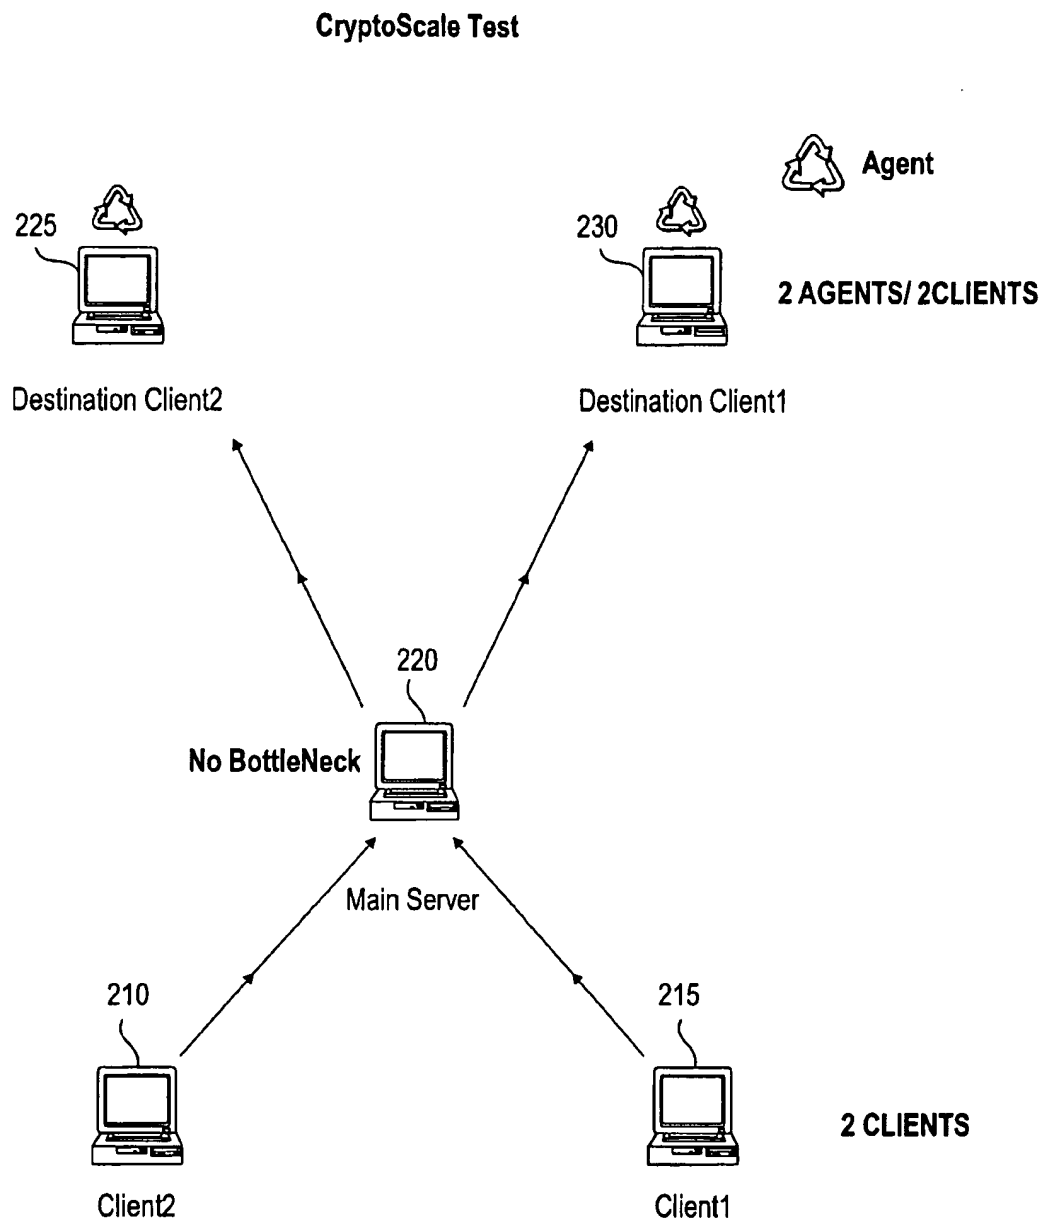 CryptoScale Test
Agent
225
230
2 AGENTS/ 2CLIENTS
Destination Client2
Destination Client1
220
No BottleNeck
Main Server
210
215
2 CLIENTS
Client2
Client1